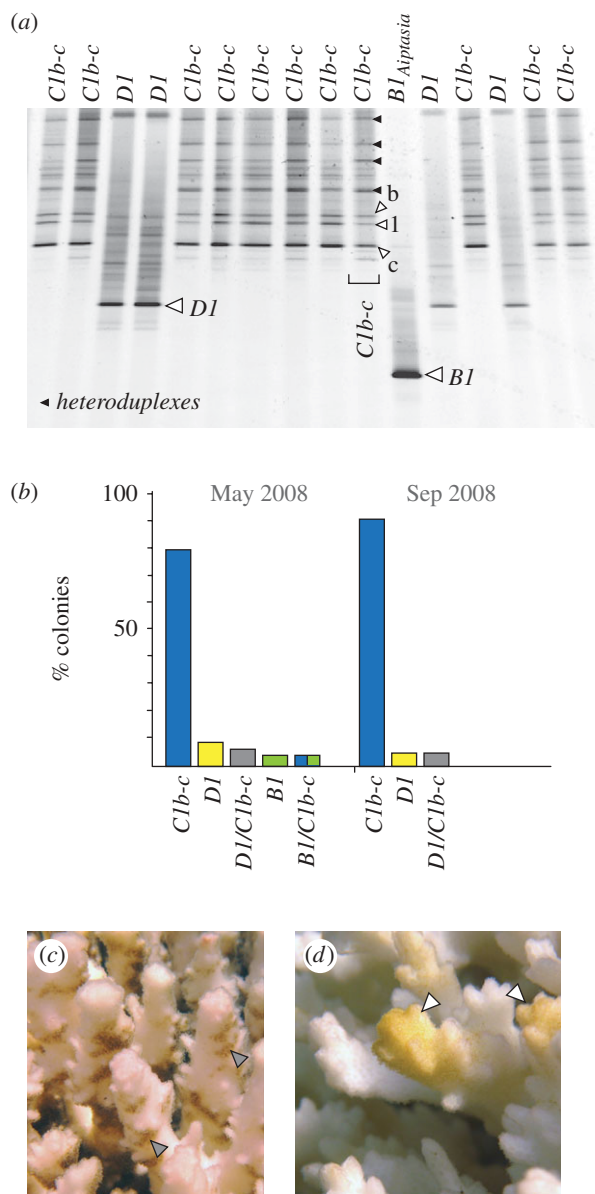 (a)
C1b-c C1b-c D1 D1 C1b-c C1b-c C1b-c C1b-c C1b-c C1b-c B1 Aiptasia D1 C1b-c D1 C1b-c C1b-c
b
1
c
C1b-c
D1
B1
heteroduplexes
(b)
100
50
% colonies
May 2008 Sep 2008
C1b-c D1 D1/C1b-c B1 B1/C1b-c C1b-c D1 D1/C1b-c
(c) (d)